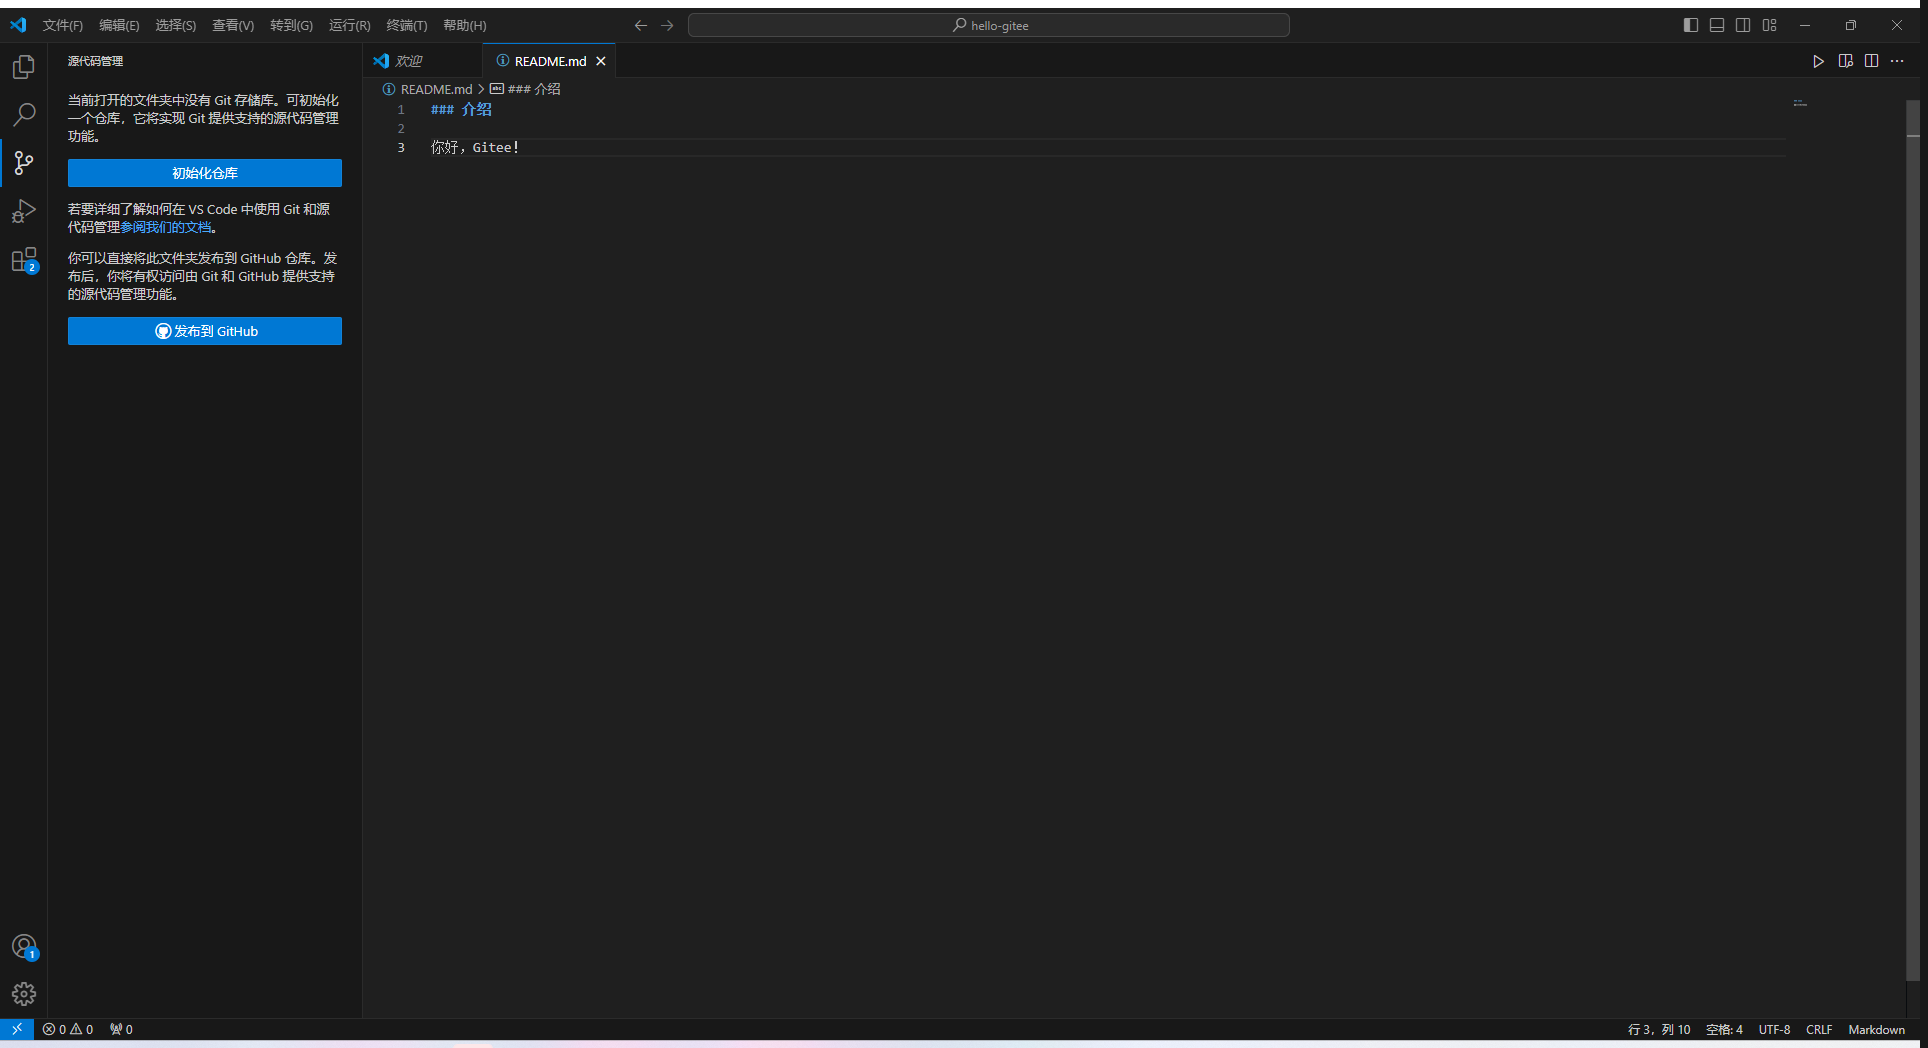 文件(F) 编辑(E) 选择(S) 查看(V) 转到(G) 运行(R) 终端(T) 帮助(H)
hello-gitee
源代码管理
当前打开的文件夹中没有 Git 存储库。可初始化
一个仓库，它将实现 Git 提供支持的源代码管理
功能。
初始化仓库
若要详细了解如何在 VS Code 中使用 Git 和源
代码管理参阅我们的文档。
你可以直接将此文件夹发布到 GitHub 仓库。发
布后，你将有权访问由 Git 和 GitHub 提供支持
的源代码管理功能。
发布到 GitHub
2
1
欢迎
README.md
README.md > ### 介绍
1 ### 介绍
2
3 你好，Gitee！
0 0 0
行 3，列 10 空格: 4 UTF-8 CRLF Markdown